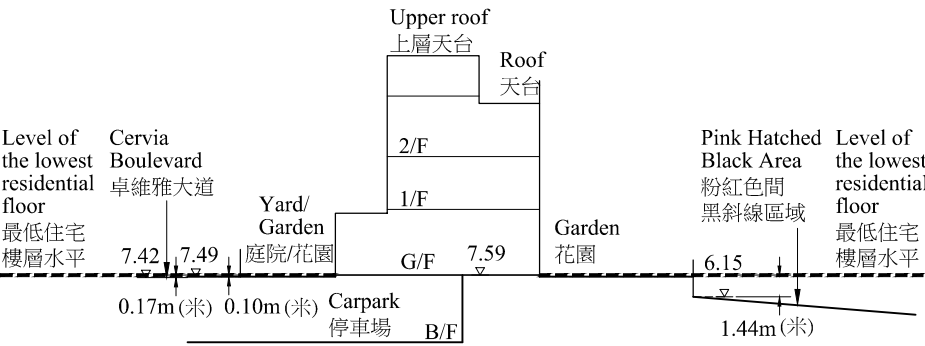 Upper roof
上層天台
Roof
天台
Level of
the lowest
residential
floor
最低住宅
樓層水平
Cervia
Boulevard
卓維雅大道
2/F
1/F
Yard/
Garden
庭院/花園
Garden
花園
Pink Hatched
Black Area
粉紅色間
黑斜線區域
Level of
the lowest
residential
floor
最低住宅
樓層水平
7.42
7.49
G/F
7.59
6.15
0.17m (米)
0.10m (米)
Carpark
停車場
B/F
1.44m (米)